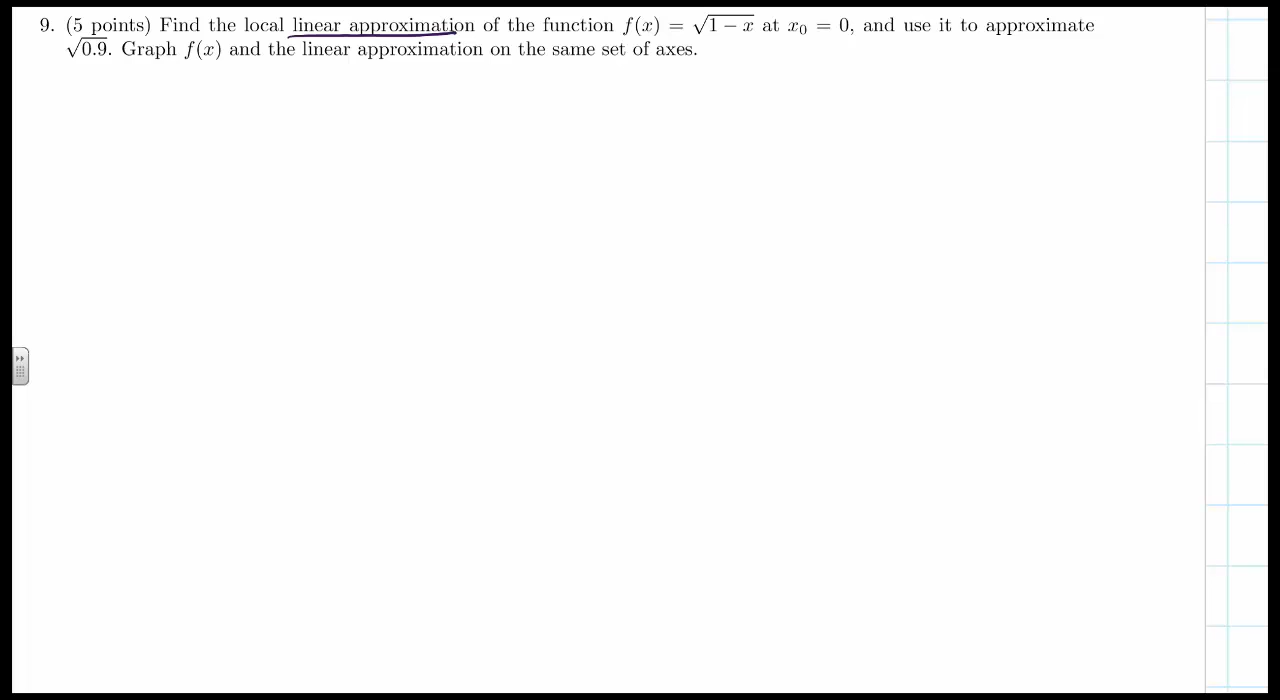 9. (5 points) Find the local linear approximation of the function f(x) = √(1 − x) at x₀ = 0, and use it to approximate
√0.9. Graph f(x) and the linear approximation on the same set of axes.